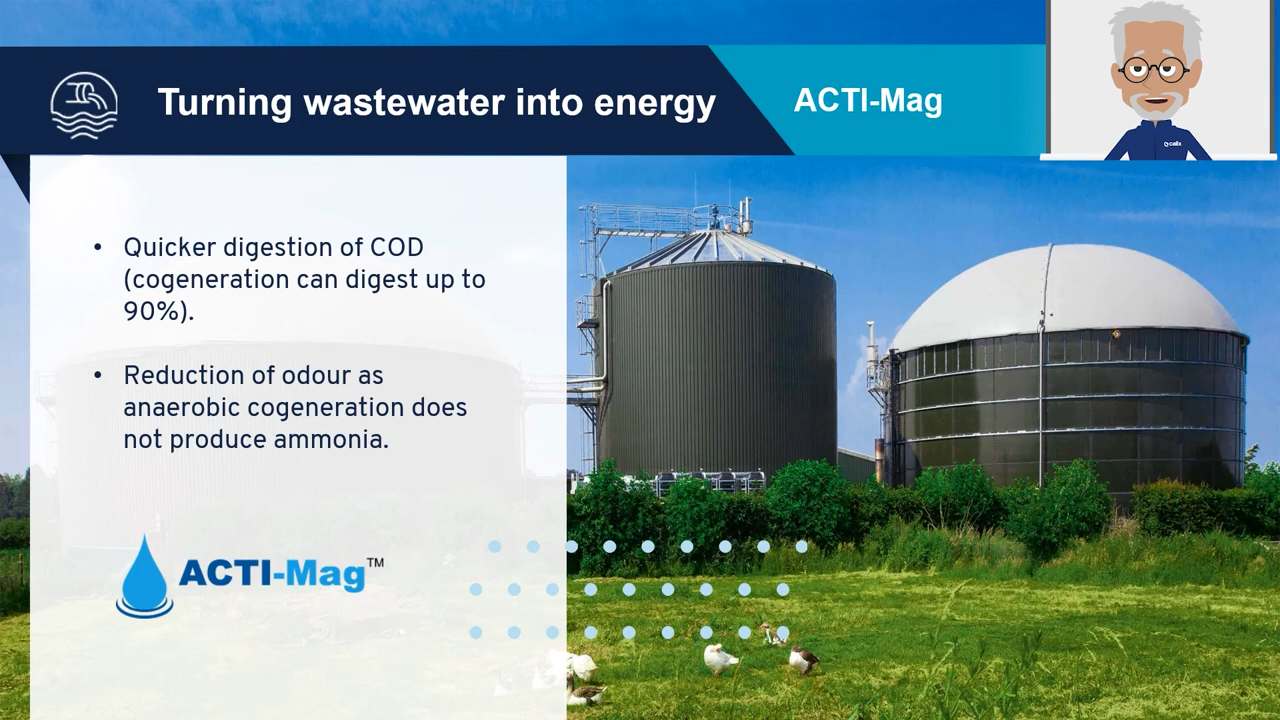 Turning wastewater into energy
ACTI-Mag
calix
• Quicker digestion of COD
(cogeneration can digest up to
90%).
• Reduction of odour as
anaerobic cogeneration does
not produce ammonia.
ACTI-Mag™